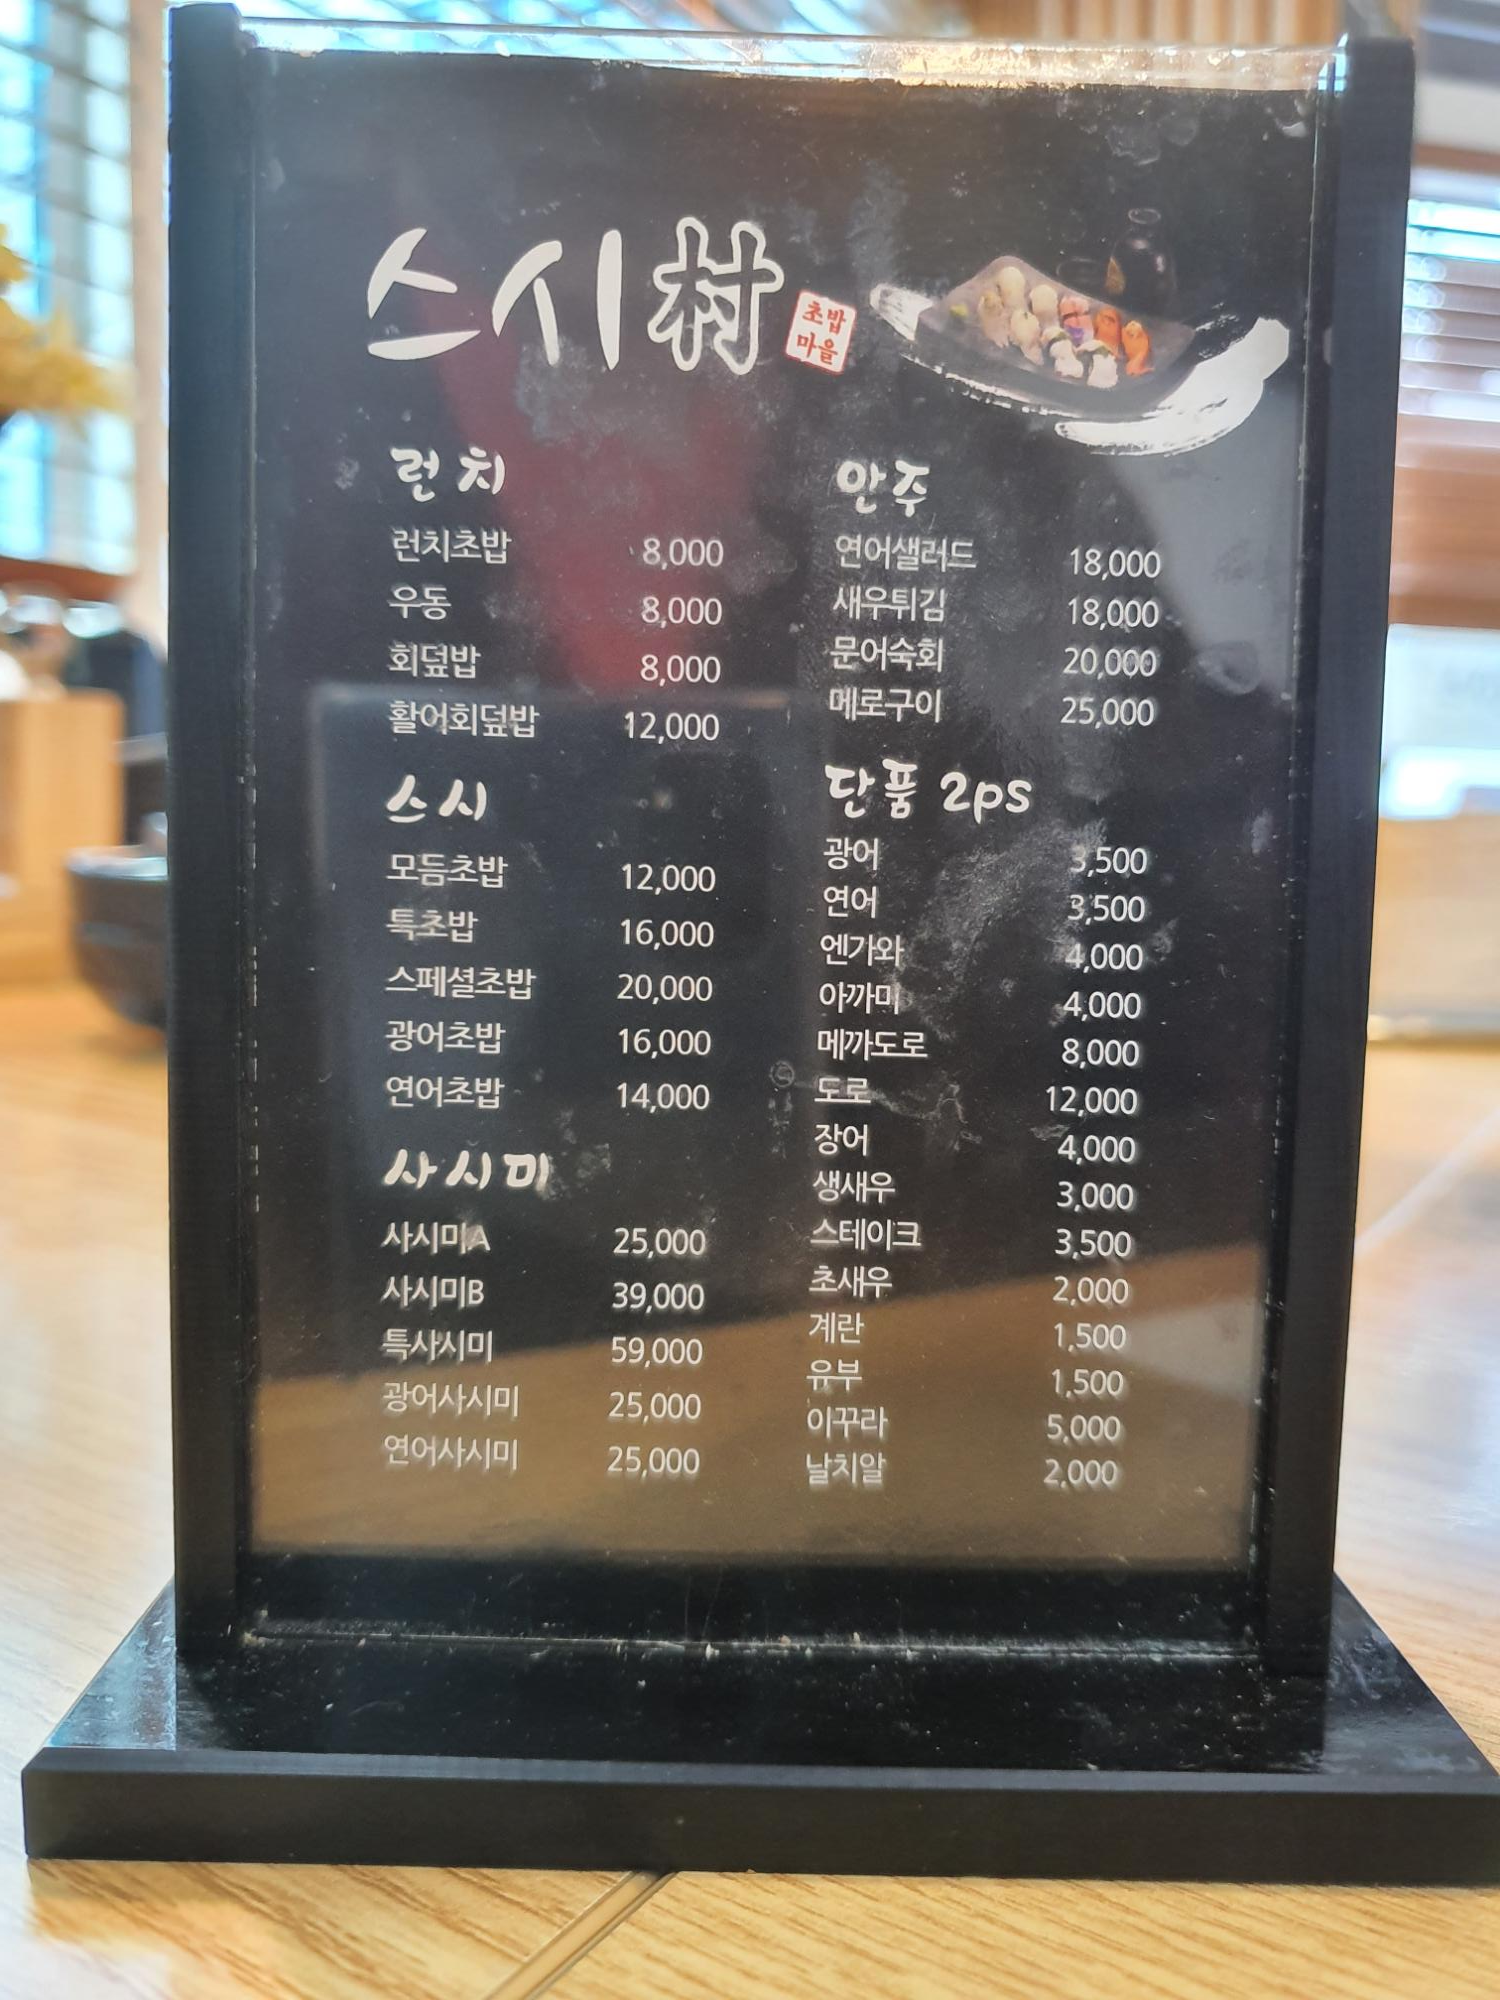 스시村
초밥
마을
런치
런치초밥 8,000
우동 8,000
회덮밥 8,000
활어회덮밥 12,000
스시
모듬초밥 12,000
특초밥 16,000
스페셜초밥 20,000
광어초밥 16,000
연어초밥 14,000
사시미
사시미A 25,000
사시미B 39,000
특사시미 59,000
광어사시미 25,000
연어사시미 25,000
안주
연어샐러드 18,000
새우튀김 18,000
문어숙회 20,000
메로구이 25,000
단품 2ps
광어 3,500
연어 3,500
엔가와 4,000
아까미 4,000
메까도로 8,000
도로 12,000
장어 4,000
생새우 3,000
스테이크 3,500
초새우 2,000
계란 1,500
유부 1,500
이꾸라 5,000
날치알 2,000